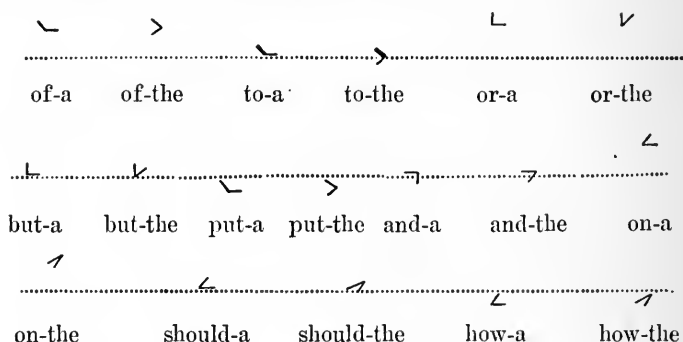 of-a of-the to-a to-the or-a or-the
but-a but-the put-a put-the and-a and-the on-a
on-the should-a should-the how-a how-the